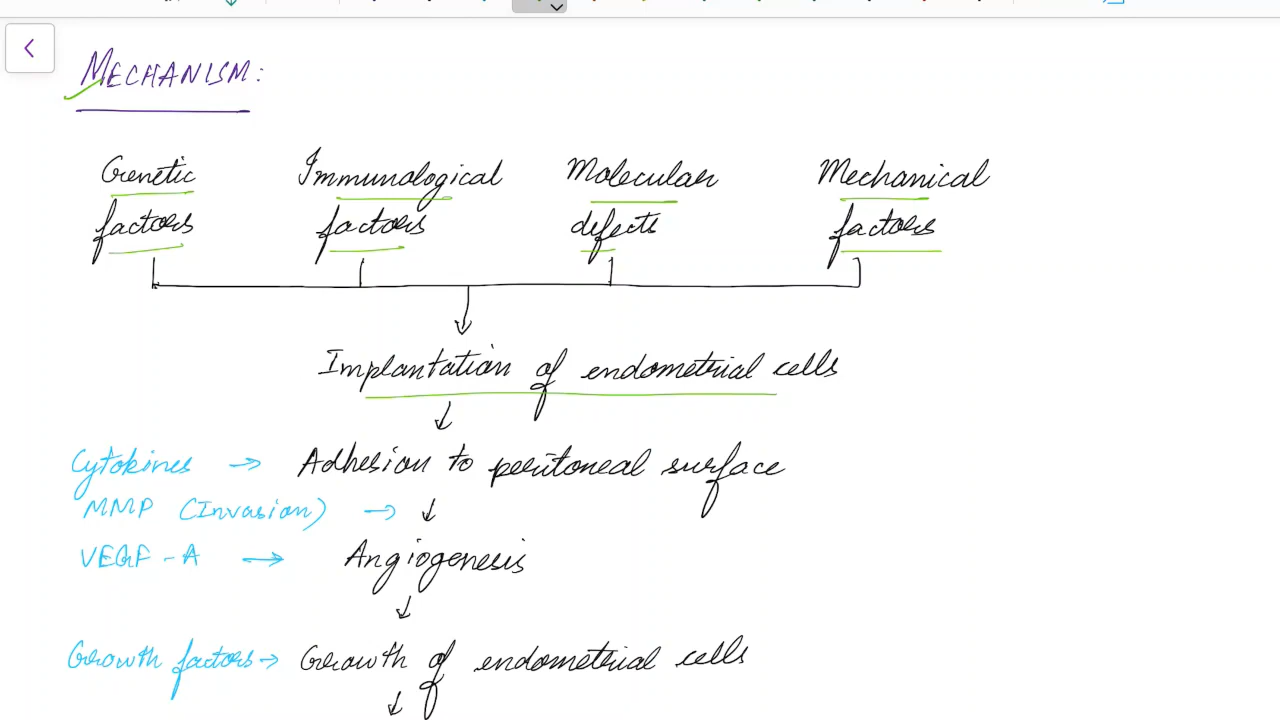 MECHANISM:
Genetic factors
Immunological factors
Molecular defects
Mechanical factors
Implantation of endometrial cells
Cytokines → Adhesion to peritoneal surface
MMP (Invasion) → ↓
VEGF-A → Angiogenesis
Growth factors → Growth of endometrial cells